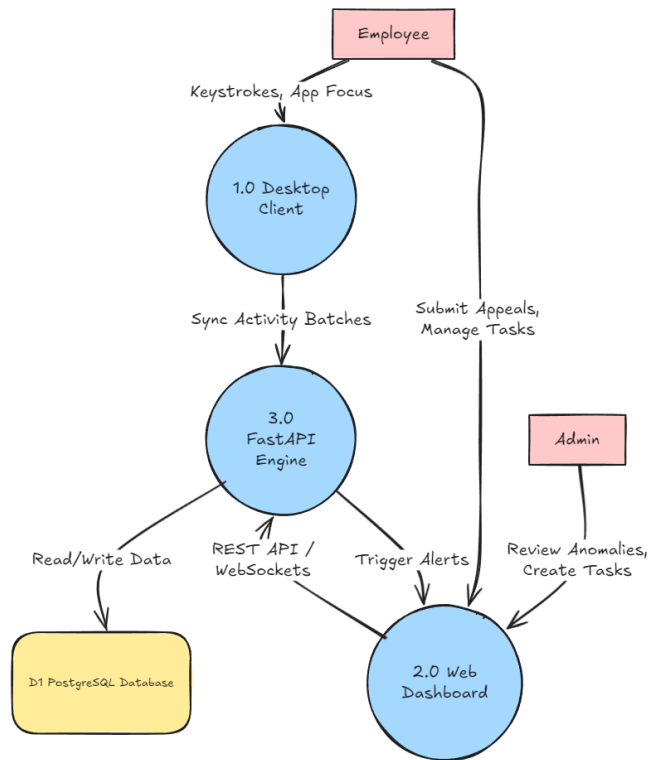 Employee
Keystrokes, App Focus
1.0 Desktop
Client
Sync Activity Batches
Submit Appeals,
Manage Tasks
3.0
FastAPI
Engine
Admin
Read/Write Data
REST API /
WebSockets
Trigger Alerts
Review Anomalies,
Create Tasks
D1 PostgreSQL Database
2.0 Web
Dashboard